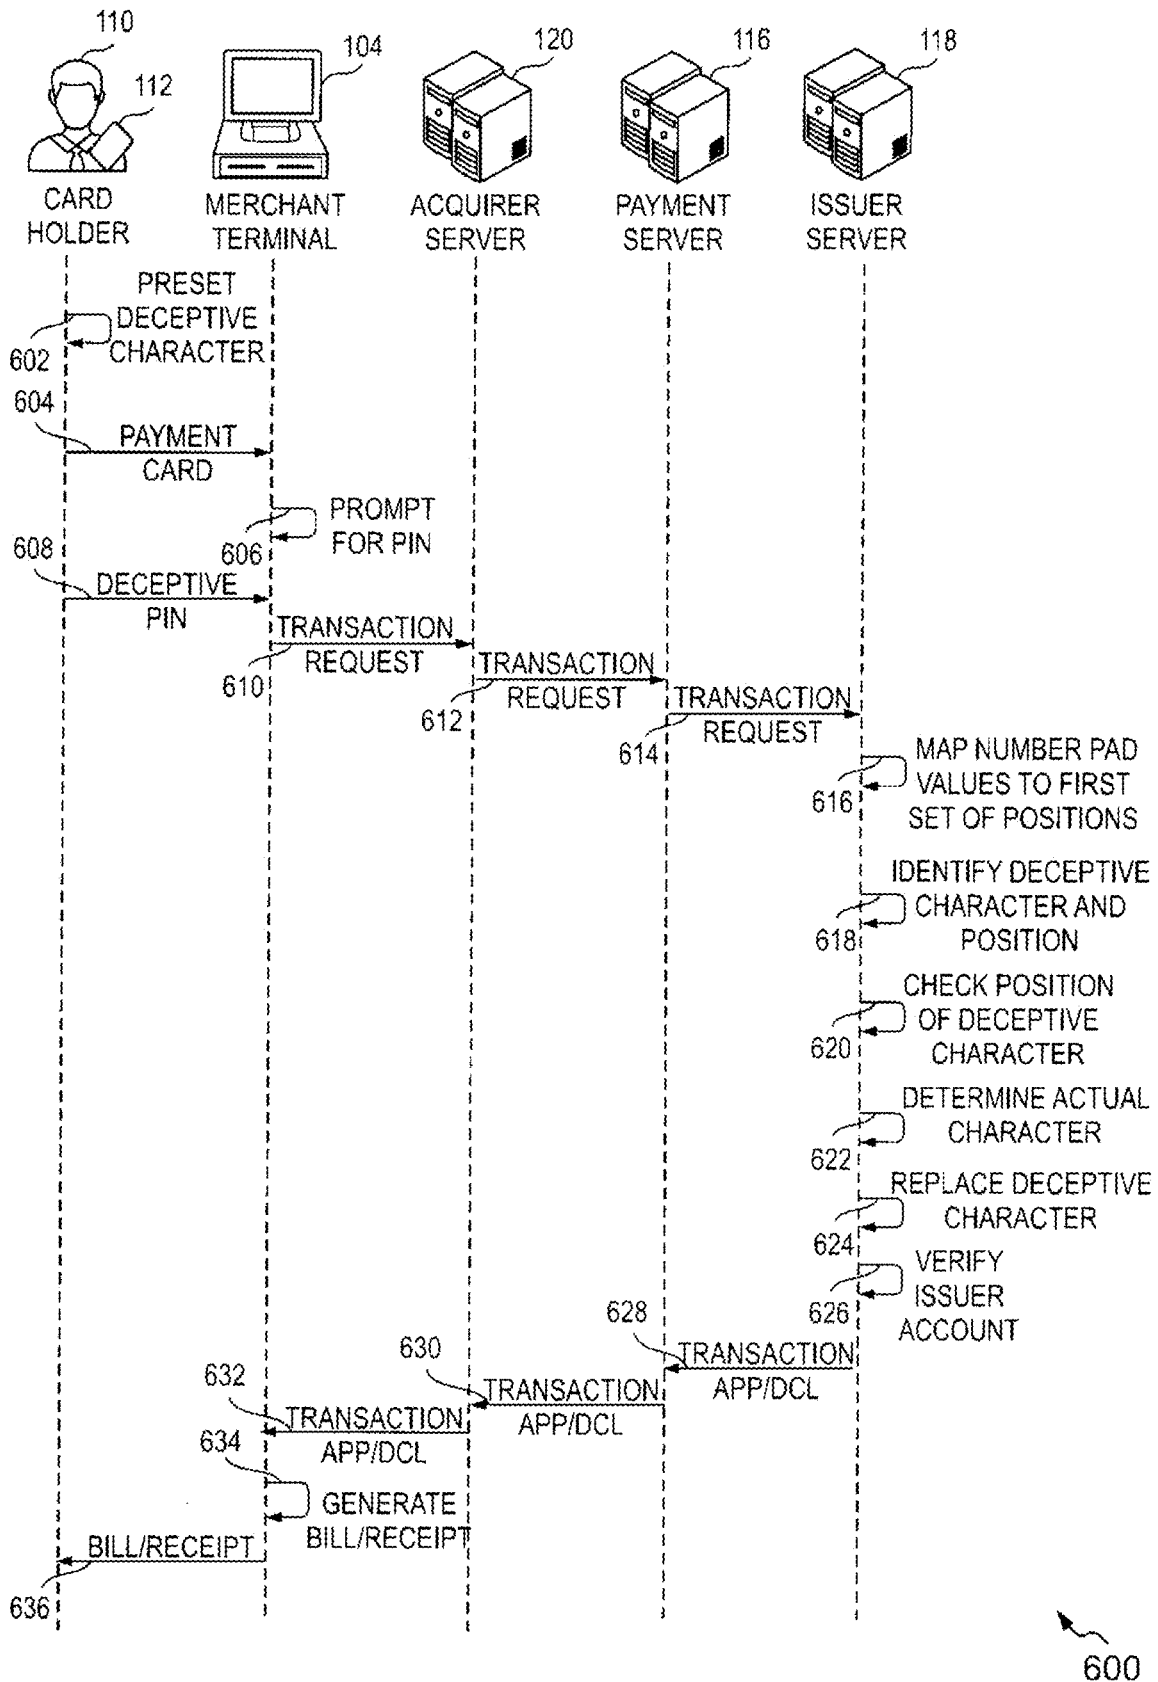 110
112
104
120
116
118
CARD
HOLDER
MERCHANT
TERMINAL
ACQUIRER
SERVER
PAYMENT
SERVER
ISSUER
SERVER
PRESET
DECEPTIVE
CHARACTER
602
604
PAYMENT
CARD
PROMPT
FOR PIN
606
608
DECEPTIVE
PIN
TRANSACTION
REQUEST
610
TRANSACTION
REQUEST
612
TRANSACTION
REQUEST
614
MAP NUMBER PAD
VALUES TO FIRST
SET OF POSITIONS
616
IDENTIFY DECEPTIVE
CHARACTER AND
POSITION
618
CHECK POSITION
OF DECEPTIVE
CHARACTER
620
DETERMINE ACTUAL
CHARACTER
622
REPLACE DECEPTIVE
CHARACTER
624
VERIFY
ISSUER
ACCOUNT
626
628
TRANSACTION
APP/DCL
630
TRANSACTION
APP/DCL
632
TRANSACTION
APP/DCL
634
GENERATE
BILL/RECEIPT
BILL/RECEIPT
636
600